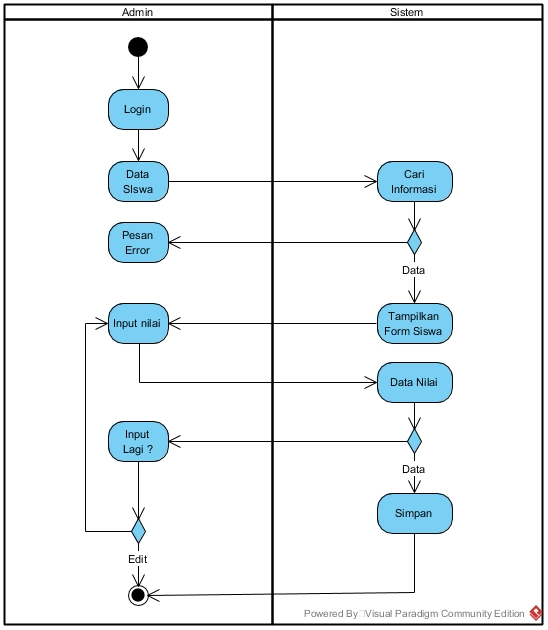 Admin
Sistem
Login
Data
SIswa
Cari
Informasi
Pesan
Error
Data
Input nilai
Tampilkan
Form Siswa
Data Nilai
Input
Lagi ?
Data
Simpan
Edit
Powered By Visual Paradigm Community Edition